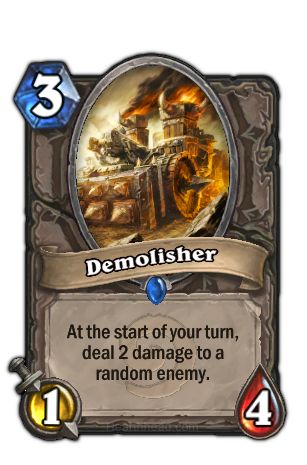 3
Demolisher
At the start of your turn,
deal 2 damage to a
random enemy.
1
4